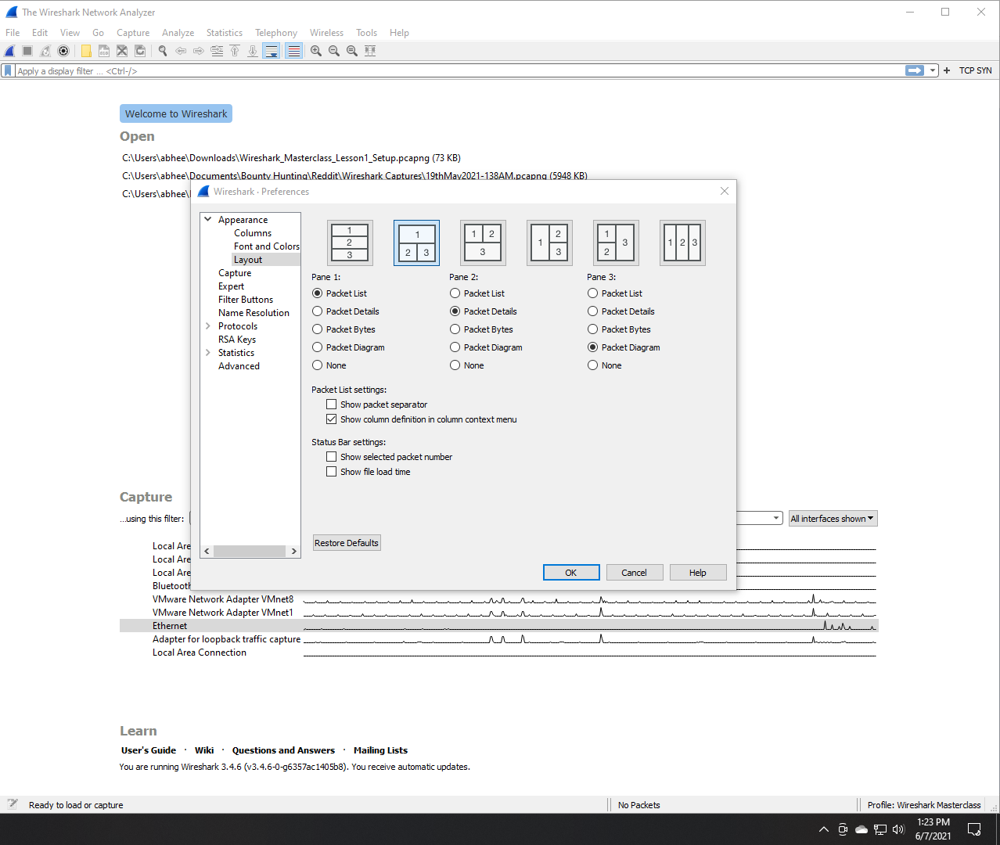 The Wireshark Network Analyzer
File Edit View Go Capture Analyze Statistics Telephony Wireless Tools Help
Apply a display filter ... <Ctrl-/>
TCP SYN
Welcome to Wireshark
Open
C:\Users\abhee\Downloads\Wireshark_Masterclass_Lesson1_Setup.pcapng (73 KB)
C:\Users\abhee\Documents\Bounty Hunting\Reddit\Wireshark Captures\19thMay2021-138AM.pcapng (5948 KB)
C:\Users\abhee\
Wireshark · Preferences
Appearance
Columns
Font and Colors
Layout
Capture
Expert
Filter Buttons
Name Resolution
Protocols
RSA Keys
Statistics
Advanced
1 2 3
1 2 3
1 2 3
1 2 3
1 2 3
1 2 3
Pane 1: Pane 2: Pane 3:
Packet List Packet List Packet List
Packet Details Packet Details Packet Details
Packet Bytes Packet Bytes Packet Bytes
Packet Diagram Packet Diagram Packet Diagram
None None None
Packet List settings:
Show packet separator
Show column definition in column context menu
Status Bar settings:
Show selected packet number
Show file load time
Restore Defaults
OK Cancel Help
Capture
...using this filter:
All interfaces shown
Local Are
Local Are
Local Are
Bluetooth
VMware Network Adapter VMnet8
VMware Network Adapter VMnet1
Ethernet
Adapter for loopback traffic capture
Local Area Connection
Learn
User's Guide · Wiki · Questions and Answers · Mailing Lists
You are running Wireshark 3.4.6 (v3.4.6-0-g6357ac1405b8). You receive automatic updates.
Ready to load or capture
No Packets
Profile: Wireshark Masterclass
1:23 PM
6/7/2021